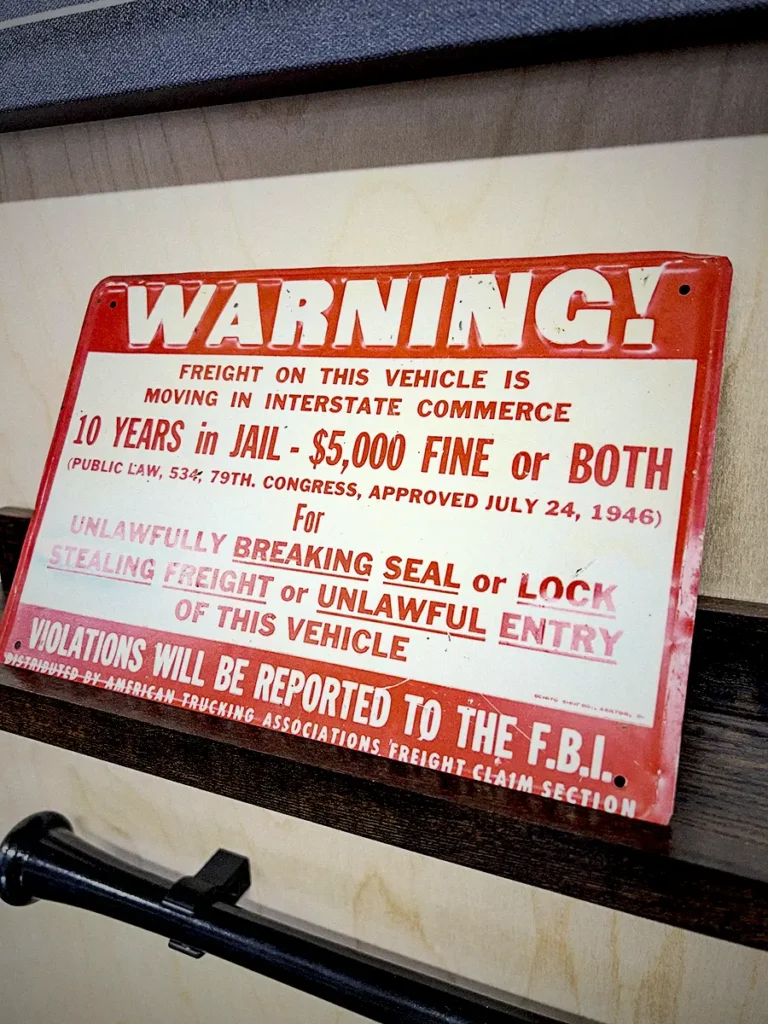 WARNING!
FREIGHT ON THIS VEHICLE IS
MOVING IN INTERSTATE COMMERCE
10 YEARS in JAIL - $5,000 FINE or BOTH
(PUBLIC LAW, 534, 79TH. CONGRESS, APPROVED JULY 24, 1946)
For
UNLAWFULLY BREAKING SEAL or LOCK
STEALING FREIGHT or UNLAWFUL ENTRY
OF THIS VEHICLE
VIOLATIONS WILL BE REPORTED TO THE F.B.I.
DISTRIBUTED BY AMERICAN TRUCKING ASSOCIATIONS FREIGHT CLAIM SECTION